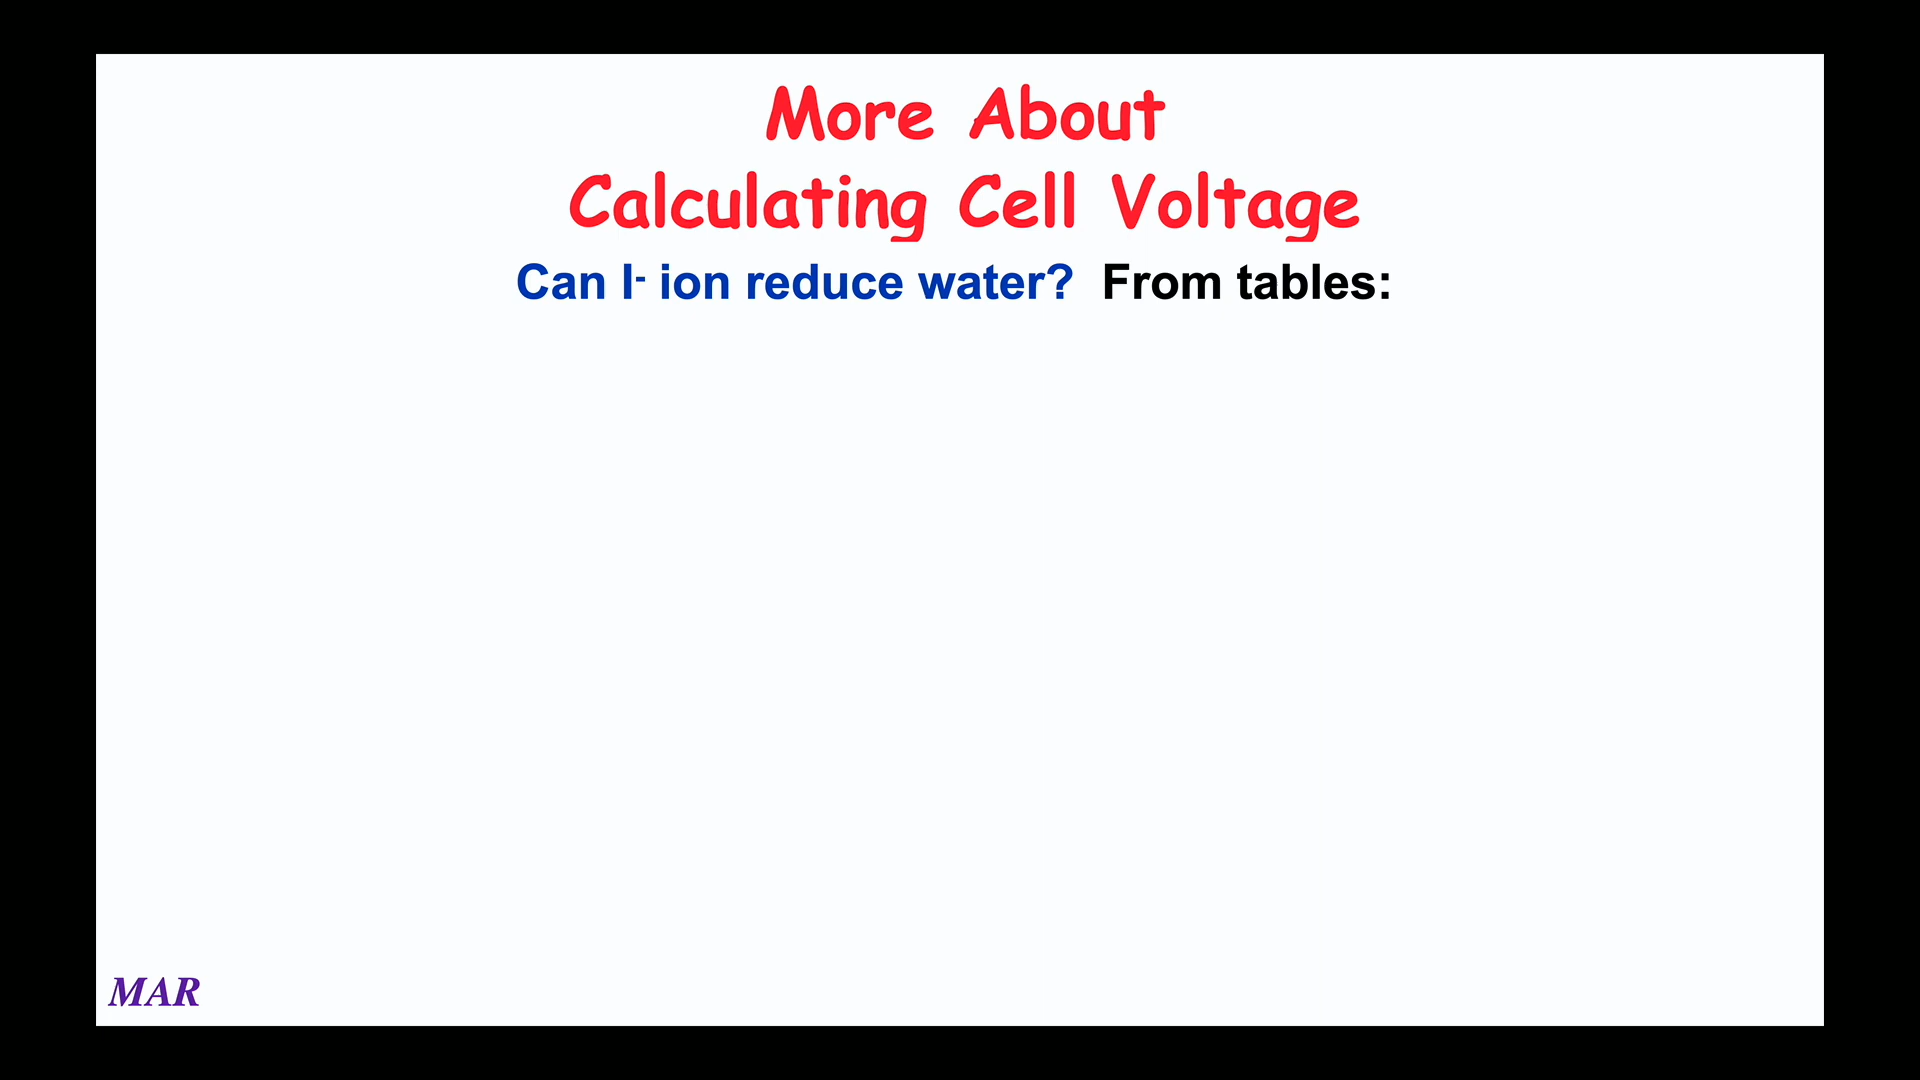 More About
Calculating Cell Voltage
Can I- ion reduce water? From tables:
MAR